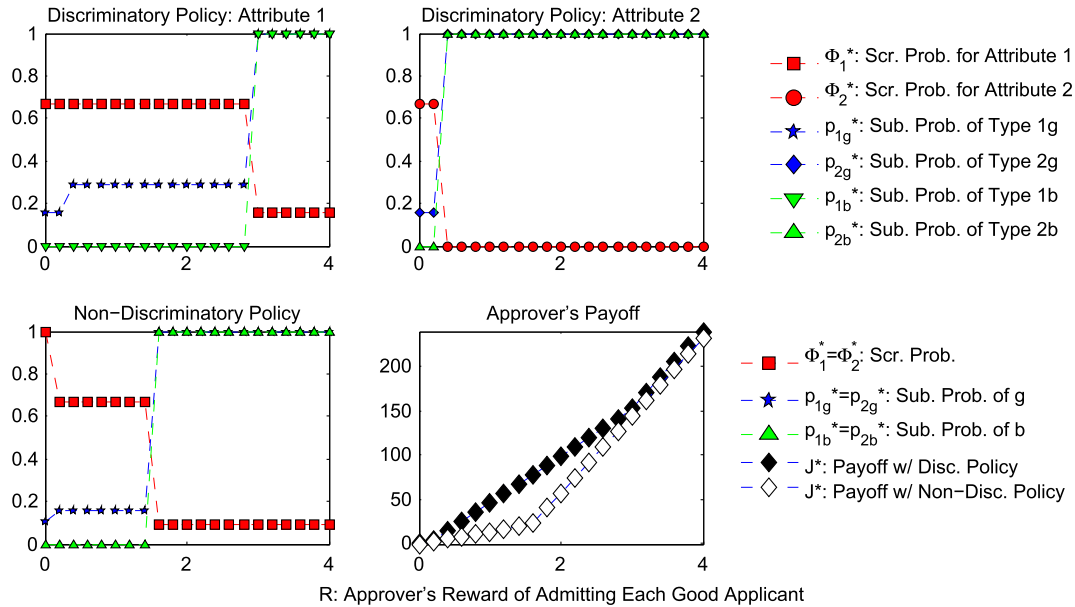 Discriminatory Policy: Attribute 1
1
0.8
0.6
0.4
0.2
0
0 2 4
Discriminatory Policy: Attribute 2
1
0.8
0.6
0.4
0.2
0
0 2 4
Φ1*: Scr. Prob. for Attribute 1
Φ2*: Scr. Prob. for Attribute 2
p1g*: Sub. Prob. of Type 1g
p2g*: Sub. Prob. of Type 2g
p1b*: Sub. Prob. of Type 1b
p2b*: Sub. Prob. of Type 2b
Non−Discriminatory Policy
1
0.8
0.6
0.4
0.2
0
0 2 4
Approver's Payoff
200
150
100
50
0
0 2 4
Φ1*=Φ2*: Scr. Prob.
p1g*=p2g*: Sub. Prob. of g
p1b*=p2b*: Sub. Prob. of b
J*: Payoff w/ Disc. Policy
J*: Payoff w/ Non−Disc. Policy
R: Approver's Reward of Admitting Each Good Applicant